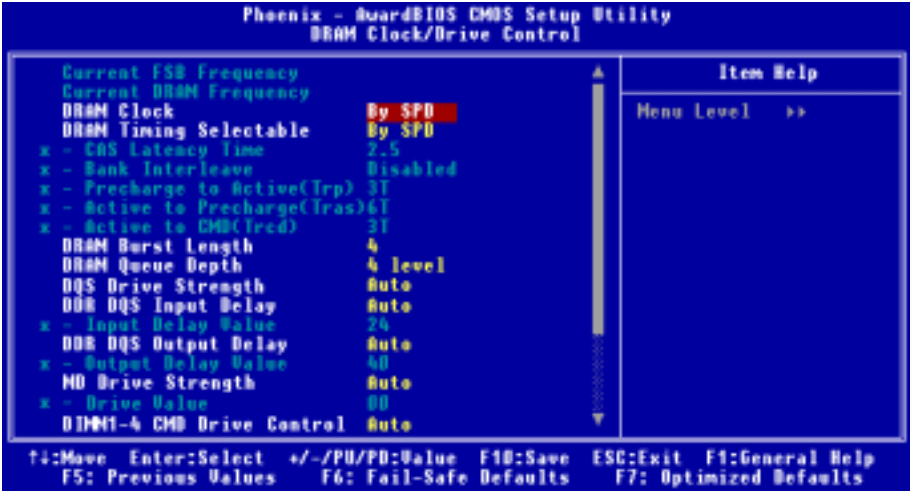 Phoenix - AwardBIOS CMOS Setup Utility
DRAM Clock/Drive Control
Current FSB Frequency
Current DRAM Frequency
DRAM Clock By SPD
DRAM Timing Selectable By SPD
x - CAS Latency Time 2.5
x - Bank Interleave Disabled
x - Precharge to Active(Trp) 3T
x - Active to Precharge(Tras)6T
x - Active to CMD(Trcd) 3T
DRAM Burst Length 4
DRAM Queue Depth 4 level
DQS Drive Strength Auto
DDR DQS Input Delay Auto
x - Input Delay Value 24
DDR DQS Output Delay Auto
x - Output Delay Value 40
MD Drive Strength Auto
x - Drive Value 00
DIMM1-4 CMD Drive Control Auto
Item Help
Menu Level ►►
↑↓:Move Enter:Select +/-/PU/PD:Value F10:Save ESC:Exit F1:General Help
F5: Previous Values F6: Fail-Safe Defaults F7: Optimized Defaults